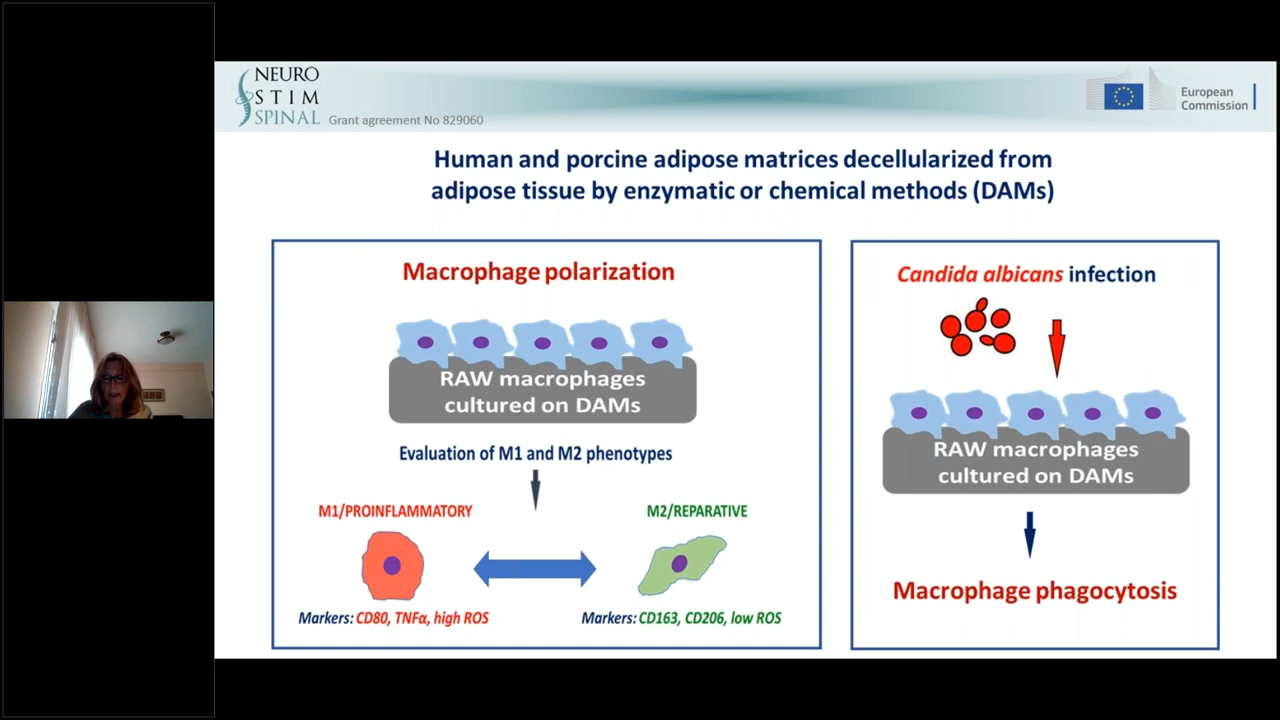 NEURO
STIM
SPINAL
Grant agreement No 829060
European
Commission
Human and porcine adipose matrices decellularized from
adipose tissue by enzymatic or chemical methods (DAMs)
Macrophage polarization
RAW macrophages
cultured on DAMs
Evaluation of M1 and M2 phenotypes
M1/PROINFLAMMATORY
M2/REPARATIVE
Markers: CD80, TNFα, high ROS
Markers: CD163, CD206, low ROS
Candida albicans infection
RAW macrophages
cultured on DAMs
Macrophage phagocytosis